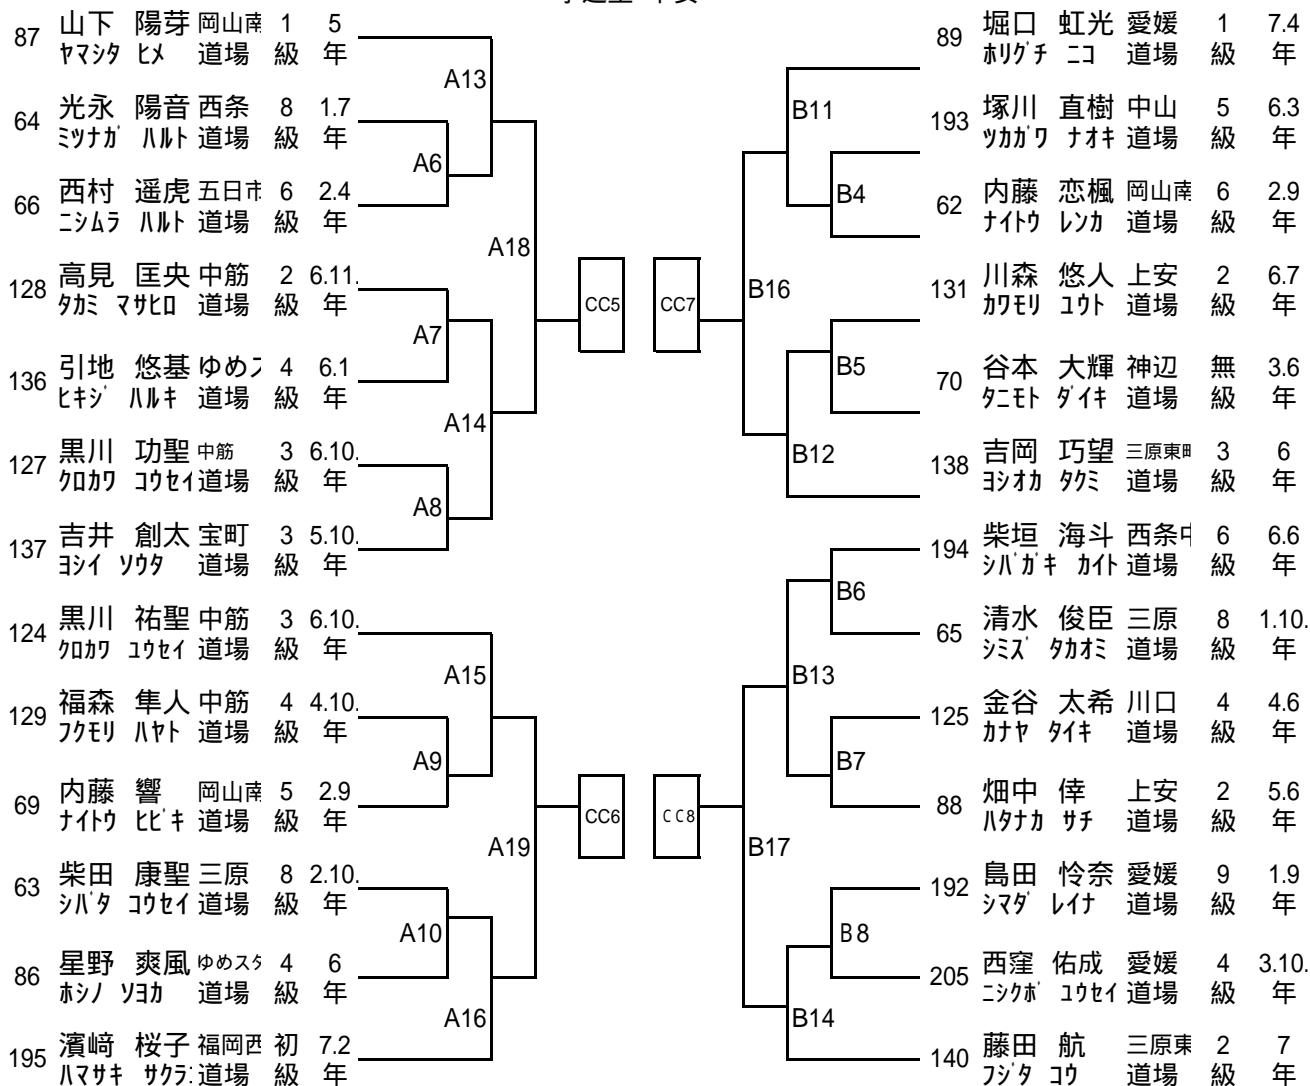 87 山下 陽芽 岡山南 1 5
ヤマシタ ヒメ 道場 級 年
64 光永 陽音 西条 8 1.7
ミツナガ ハルト 道場 級 年
66 西村 遥虎 五日市 6 2.4
ニシムラ ハルト 道場 級 年
128 高見 匡央 中筋 2 6.11.
タカミ マサヒロ 道場 級 年
136 引地 悠基 ゆめス 4 6.1
ヒキジ ハルキ 道場 級 年
127 黒川 功聖 中筋 3 6.10.
クロカワ コウセイ 道場 級 年
137 吉井 創太 宝町 3 5.10.
ヨシイ ソウタ 道場 級 年
124 黒川 祐聖 中筋 3 6.10.
クロカワ ユウセイ 道場 級 年
129 福森 隼人 中筋 4 4.10.
フクモリ ハヤト 道場 級 年
69 内藤 響 岡山南 5 2.9
ナイトウ ヒビキ 道場 級 年
63 柴田 康聖 三原 8 2.10.
シバタ コウセイ 道場 級 年
86 星野 爽風 ゆめスタ 4 6
ホシノ ソヨカ 道場 級 年
195 濱﨑 桜子 福岡西 初 7.2
ハマサキ サクラ 道場 級 年
A13
A6
A18
A7
A14
A8
A15
A9
A19
A10
A16
CC5
CC7
CC6
CC8
B11
B4
B16
B5
B12
B6
B13
B7
B17
B8
B14
89 堀口 虹光 愛媛 1 7.4
ホリグチ ニコ 道場 級 年
193 塚川 直樹 中山 5 6.3
ツカガワ ナオキ 道場 級 年
62 内藤 恋楓 岡山南 6 2.9
ナイトウ レンカ 道場 級 年
131 川森 悠人 上安 2 6.7
カワモリ ユウト 道場 級 年
70 谷本 大輝 神辺 無 3.6
タニモト ダイキ 道場 級 年
138 吉岡 巧望 三原東町 3 6
ヨシオカ タクミ 道場 級 年
194 柴垣 海斗 西条中 6 6.6
シバガキ カイト 道場 級 年
65 清水 俊臣 三原 8 1.10.
シミズ タカオミ 道場 級 年
125 金谷 太希 川口 4 4.6
カナヤ タイキ 道場 級 年
88 畑中 倖 上安 2 5.6
ハタナカ サチ 道場 級 年
192 島田 怜奈 愛媛 9 1.9
シマダ レイナ 道場 級 年
205 西窪 佑成 愛媛 4 3.10.
ニシクボ ユウセイ 道場 級 年
140 藤田 航 三原東 2 7
フジタ コウ 道場 級 年